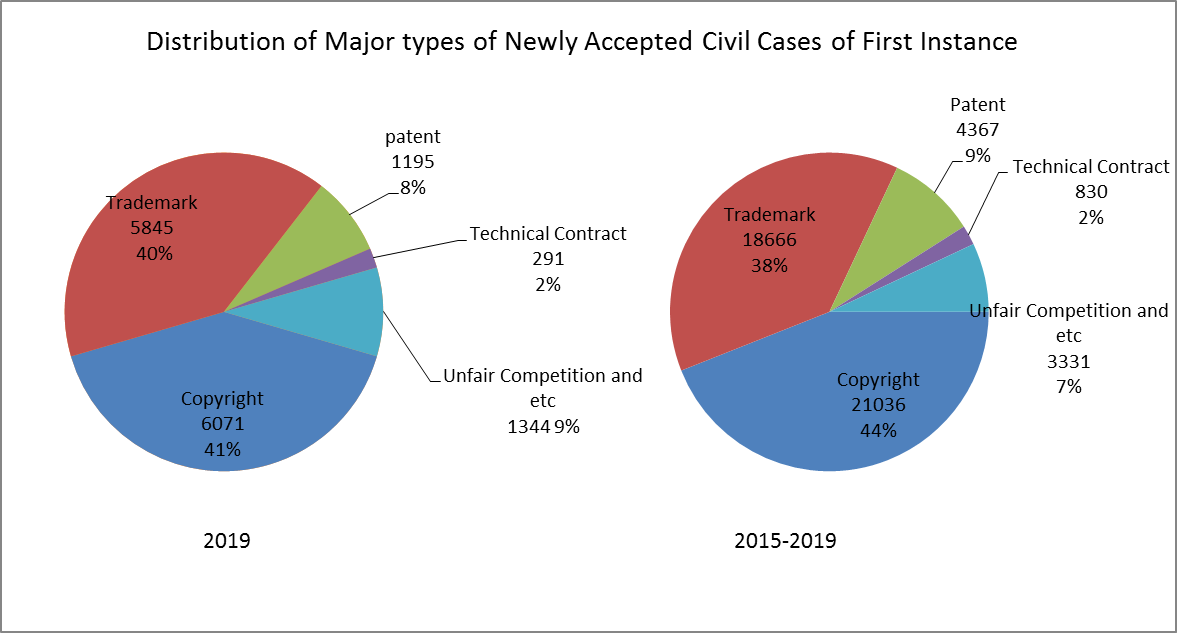 Distribution of Major types of Newly Accepted Civil Cases of First Instance
patent
1195
8%
Trademark
5845
40%
Technical Contract
291
2%
Unfair Competition and
etc
1344 9%
Copyright
6071
41%
2019
Patent
4367
9%
Technical Contract
830
2%
Trademark
18666
38%
Unfair Competition and
etc
3331
7%
Copyright
21036
44%
2015-2019